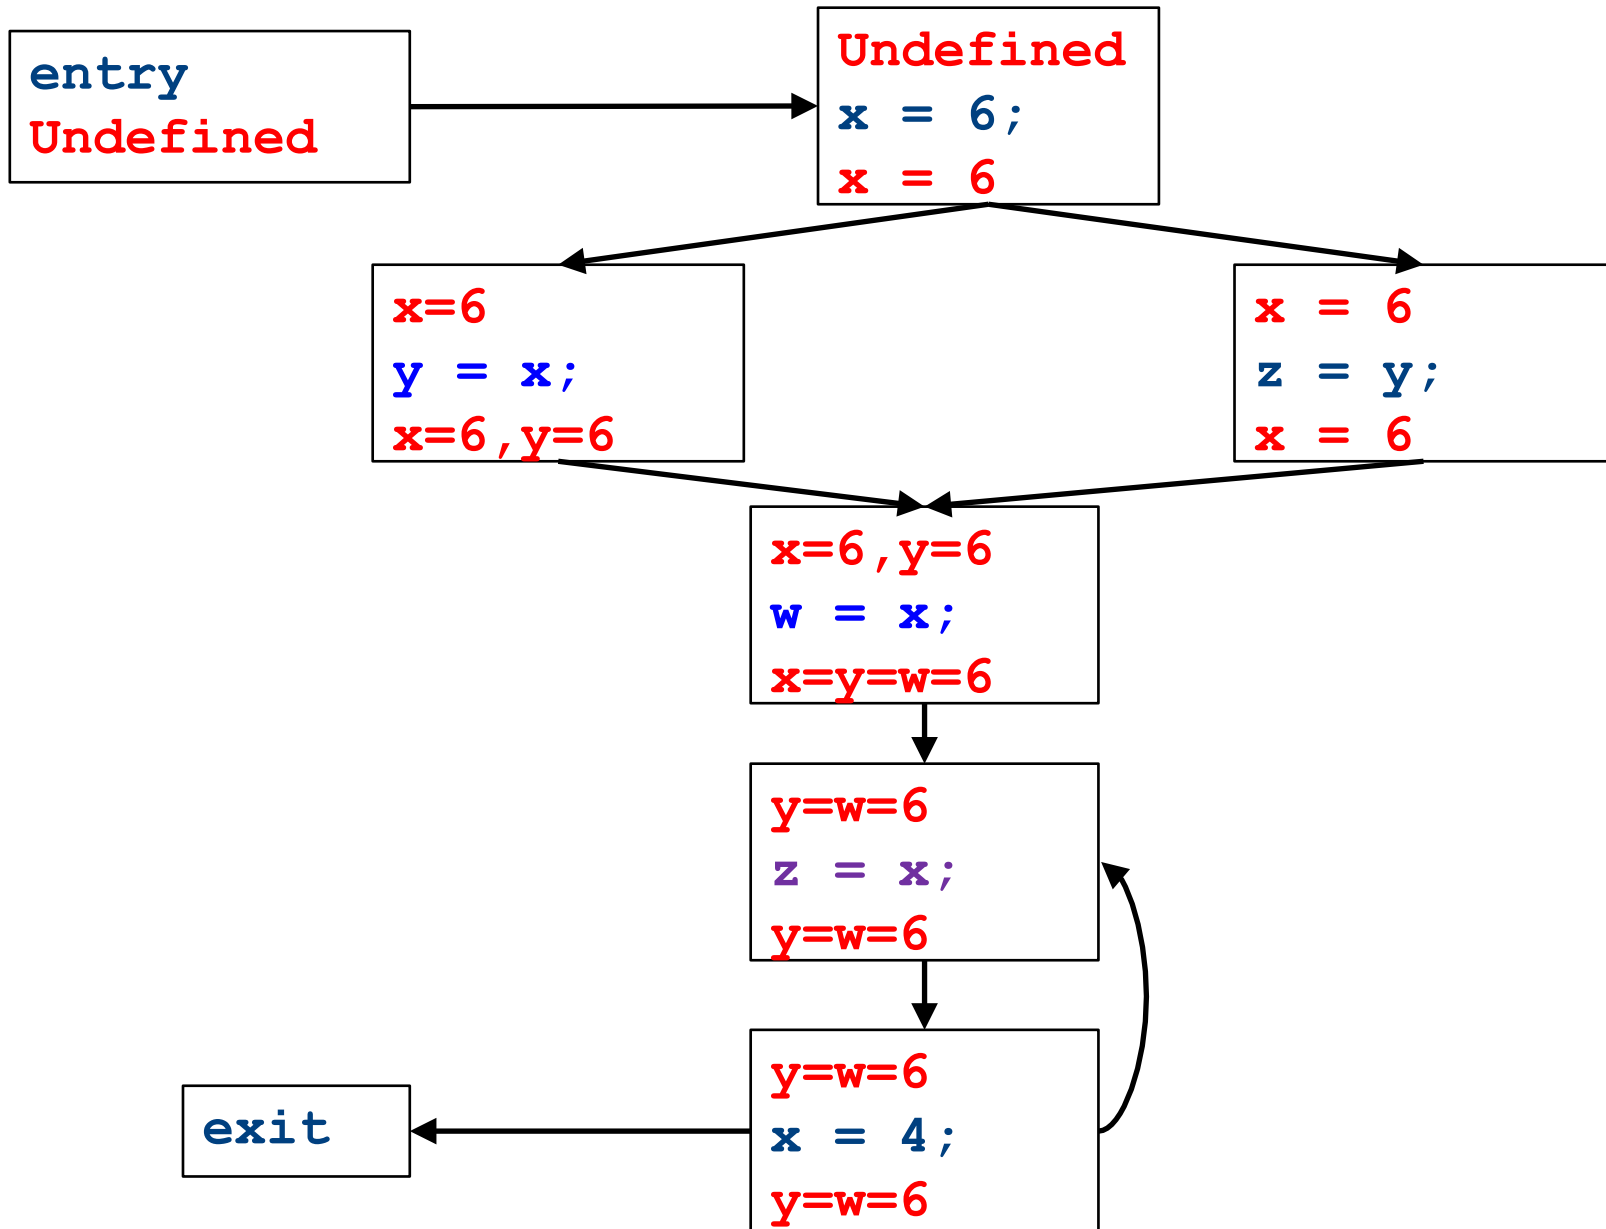 entry
Undefined
Undefined
x = 6;
x = 6
x=6
y = x;
x=6,y=6
x = 6
z = y;
x = 6
x=6,y=6
w = x;
x=y=w=6
y=w=6
z = x;
y=w=6
y=w=6
x = 4;
y=w=6
exit